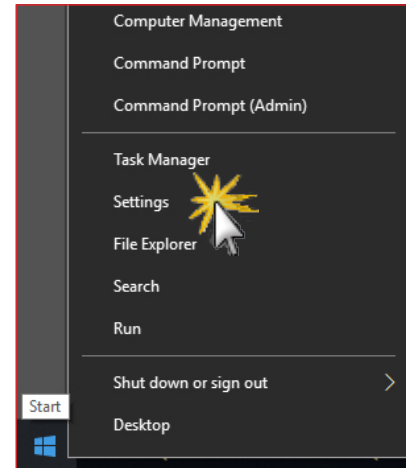 Computer Management
Command Prompt
Command Prompt (Admin)
Task Manager
Settings
File Explorer
Search
Run
Shut down or sign out
Start
Desktop